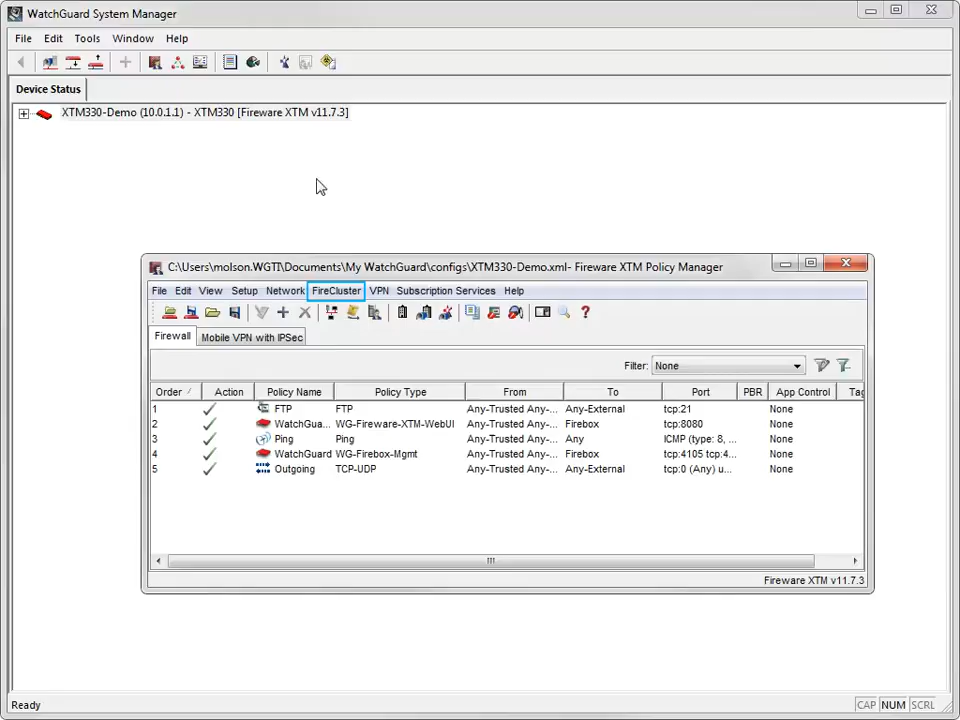 WatchGuard System Manager
File Edit Tools Window Help
Device Status
XTM330-Demo (10.0.1.1) - XTM330 [Fireware XTM v11.7.3]
C:\Users\molson.WGTI\Documents\My WatchGuard\configs\XTM330-Demo.xml- Fireware XTM Policy Manager
File Edit View Setup Network FireCluster VPN Subscription Services Help
Firewall Mobile VPN with IPSec
Filter: None
Order Action Policy Name Policy Type From To Port PBR App Control Tag
1 FTP FTP Any-Trusted Any-... Any-External tcp:21 None
2 WatchGua... WG-Fireware-XTM-WebUI Any-Trusted Any-... Firebox tcp:8080 None
3 Ping Ping Any-Trusted Any-... Any ICMP (type: 8, ... None
4 WatchGuard WG-Firebox-Mgmt Any-Trusted Any-... Firebox tcp:4105 tcp:4... None
5 Outgoing TCP-UDP Any-Trusted Any-... Any-External tcp:0 (Any) u... None
Fireware XTM v11.7.3
Ready CAP NUM SCRL